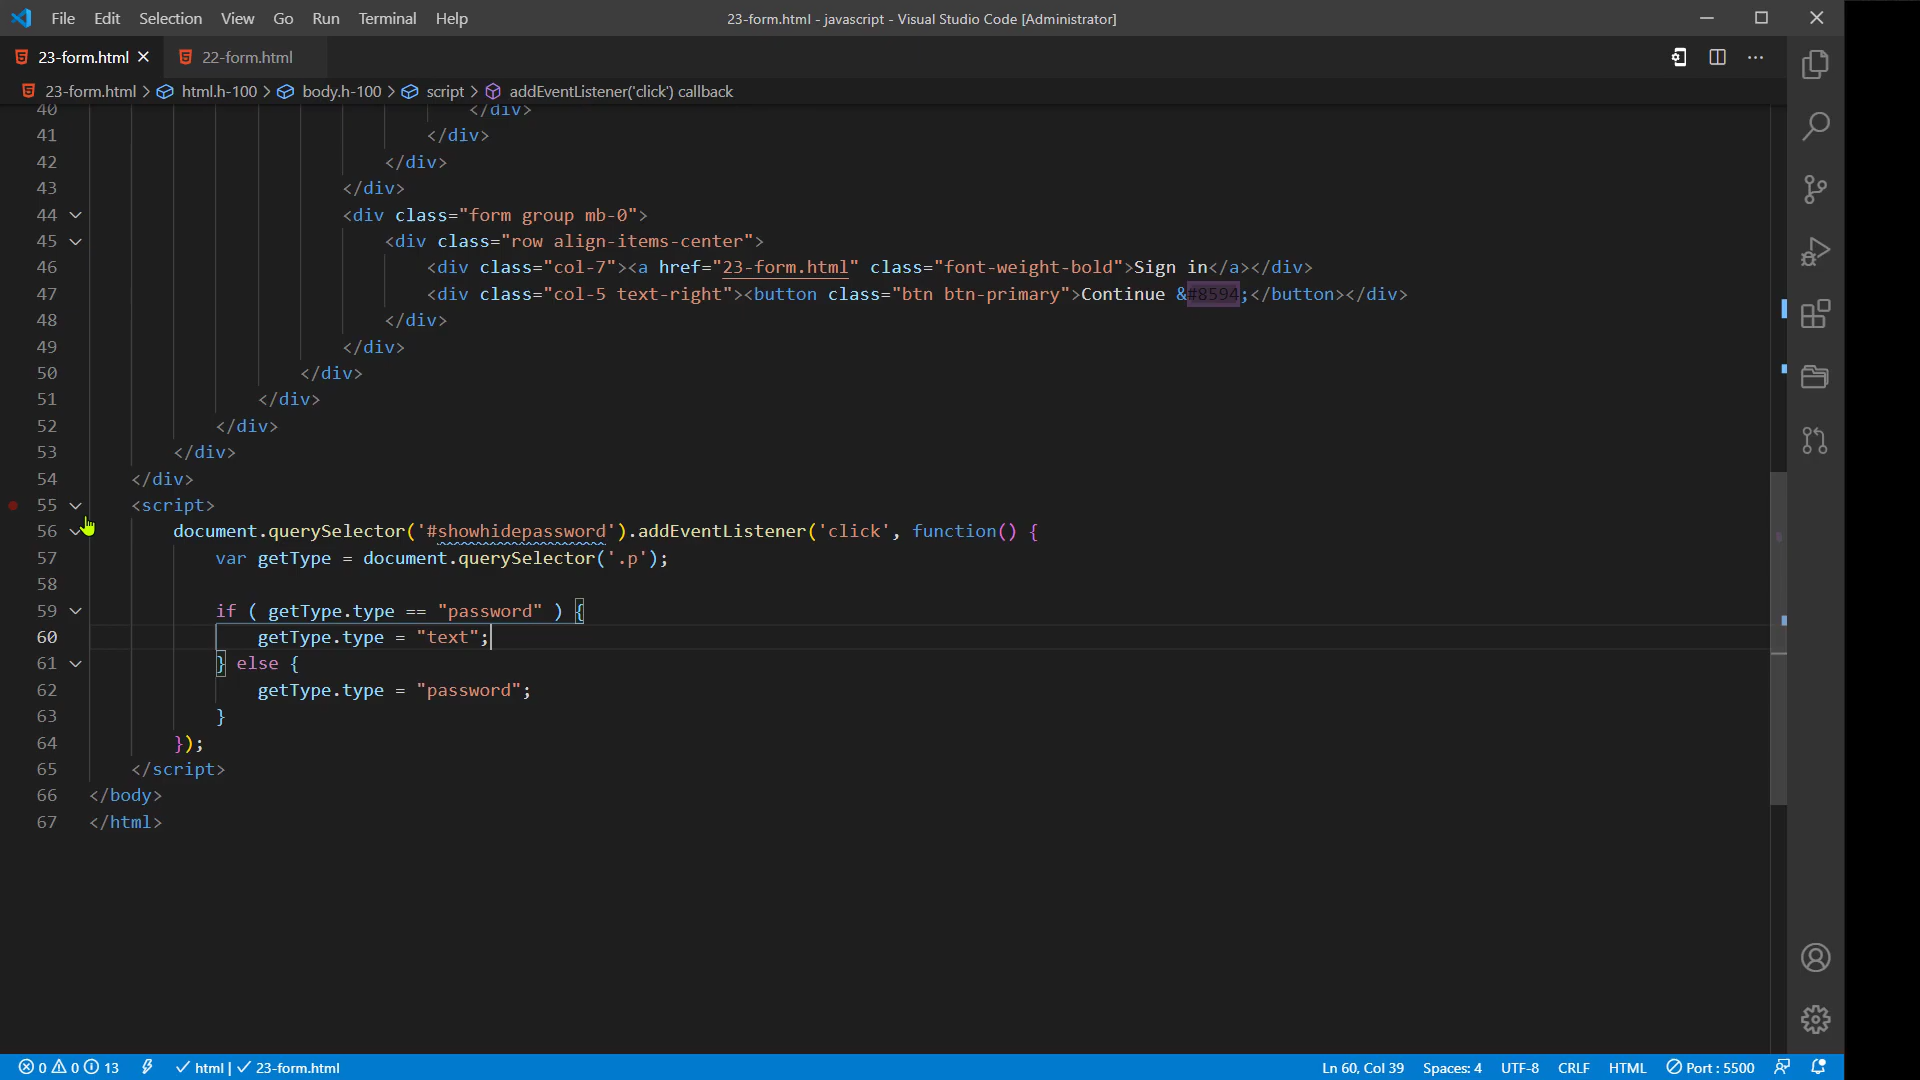 File Edit Selection View Go Run Terminal Help
23-form.html - javascript - Visual Studio Code [Administrator]
23-form.html
22-form.html
23-form.html > html.h-100 > body.h-100 > script > addEventListener('click') callback
40 </div>
41 </div>
42 </div>
43 </div>
44 <div class="form group mb-0">
45 <div class="row align-items-center">
46 <div class="col-7"><a href="23-form.html" class="font-weight-bold">Sign in</a></div>
47 <div class="col-5 text-right"><button class="btn btn-primary">Continue &#8594;</button></div>
48 </div>
49 </div>
50 </div>
51 </div>
52 </div>
53 </div>
54 </div>
55 <script>
56 document.querySelector('#showhidepassword').addEventListener('click', function() {
57 var getType = document.querySelector('.p');
58
59 if ( getType.type == "password" ) {
60 getType.type = "text";
61 } else {
62 getType.type = "password";
63 }
64 });
65 </script>
66 </body>
67 </html>
0 0 13 html | 23-form.html Ln 60, Col 39 Spaces: 4 UTF-8 CRLF HTML Port : 5500